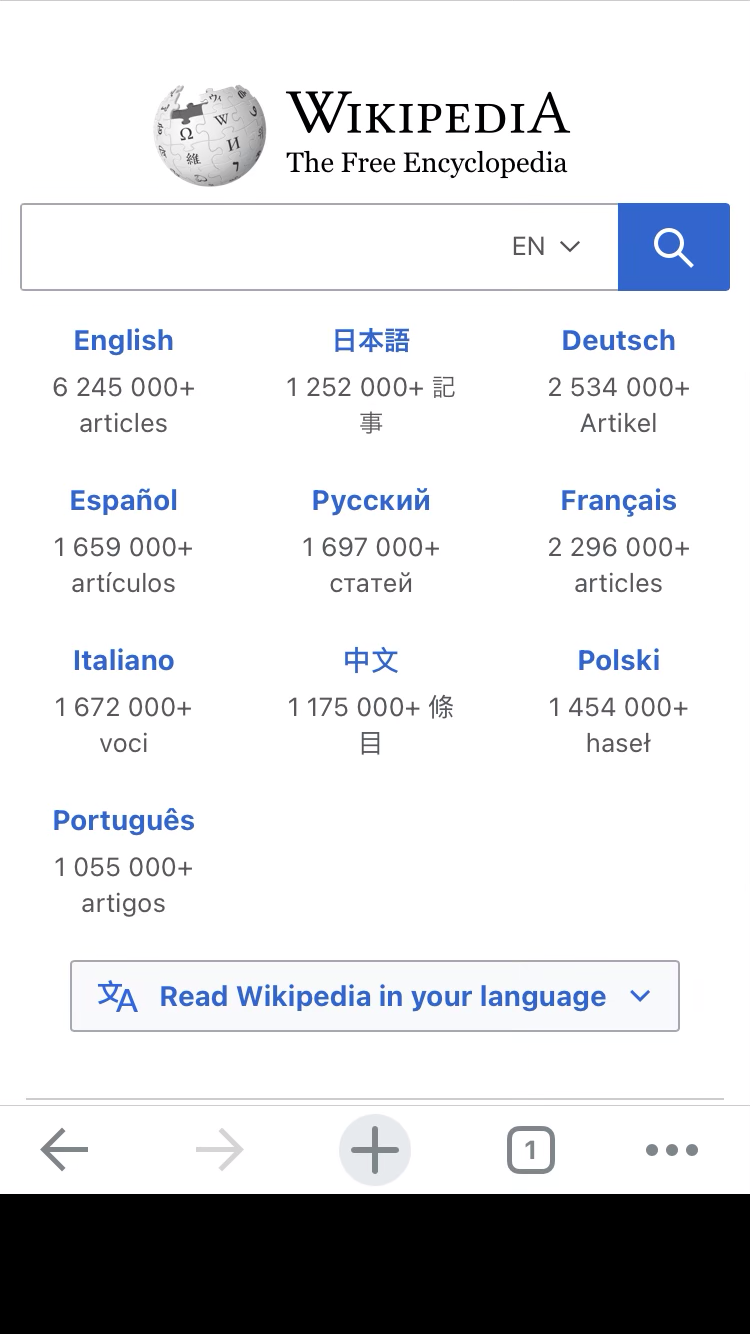 WIKIPEDIA
The Free Encyclopedia
EN
English
6 245 000+
articles
日本語
1 252 000+ 記
事
Deutsch
2 534 000+
Artikel
Español
1 659 000+
artículos
Русский
1 697 000+
статей
Français
2 296 000+
articles
Italiano
1 672 000+
voci
中文
1 175 000+ 條
目
Polski
1 454 000+
haseł
Português
1 055 000+
artigos
Read Wikipedia in your language
1